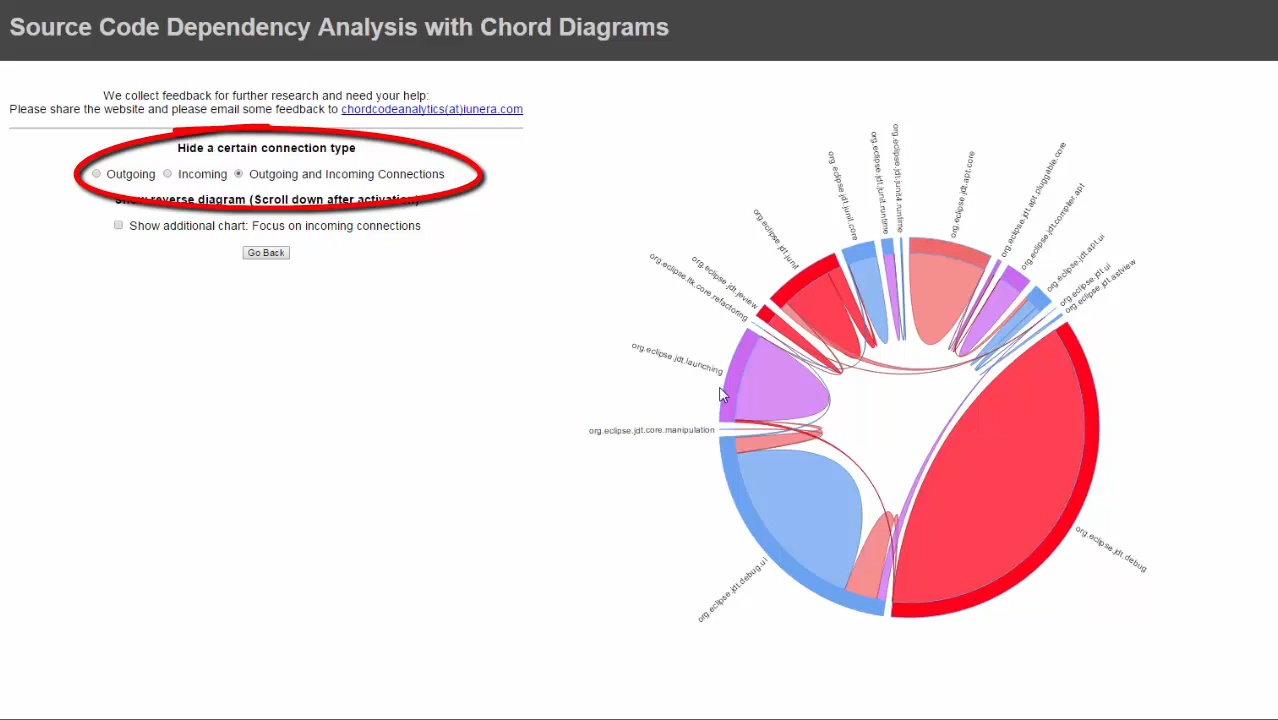 Source Code Dependency Analysis with Chord Diagrams
We collect feedback for further research and need your help:
Please share the website and please email some feedback to chordcodeanalytics(at)iunera.com
Hide a certain connection type
Outgoing Incoming Outgoing and Incoming Connections
Show reverse diagram (Scroll down after activation)
Show additional chart: Focus on incoming connections
Go Back
org.eclipse.jdt.apt.core
org.eclipse.jdt.apt.pluggable.core
org.eclipse.jdt.compiler.apt
org.eclipse.jdt.apt.ui
org.eclipse.jdt.ui
org.eclipse.jdt.astview
org.eclipse.jdt.debug
org.eclipse.jdt.debug.ui
org.eclipse.jdt.core.manipulation
org.eclipse.jdt.launching
org.eclipse.ltk.core.refactoring
org.eclipse.jdt.jeview
org.eclipse.jdt.junit
org.eclipse.jdt.junit.core
org.eclipse.jdt.junit.runtime
org.eclipse.jdt.junit4.runtime